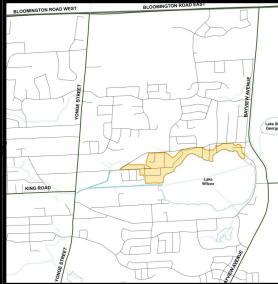 BLOOMINGTON ROAD WEST
BLOOMINGTON ROAD EAST
YONGE STREET
BAYVIEW AVENUE
Lake
Wilcox
KING ROAD
YONGE STREET